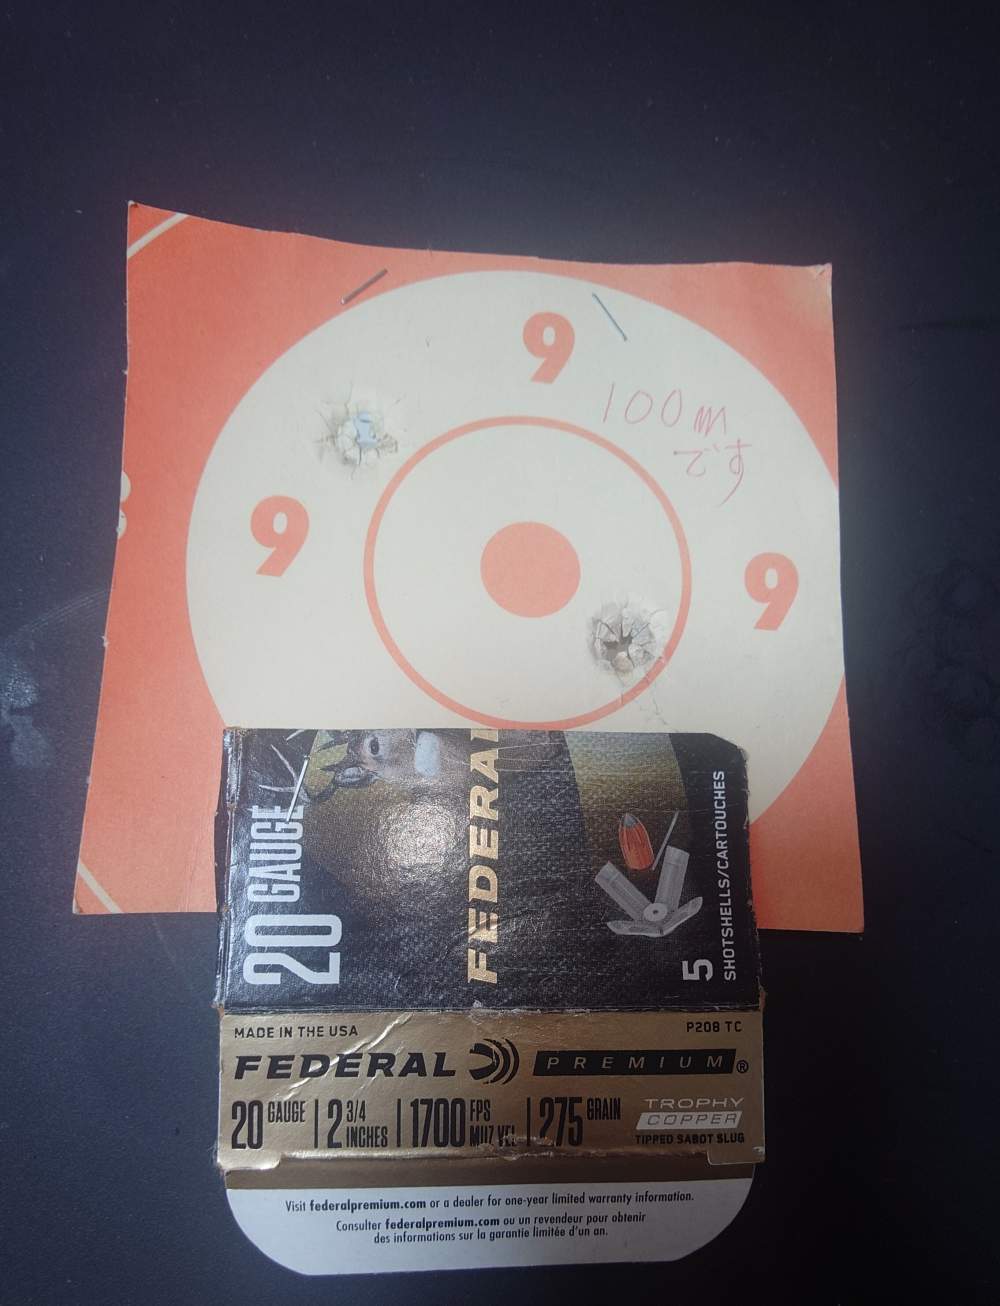 9
100m
です
9
9
20 GAUGE
FEDERAL
5
SHOTSHELLS/CARTOUCHES
MADE IN THE USA
P208 TC
FEDERAL PREMIUM®
20 GAUGE | 2 3/4 INCHES | 1700 FPS MUZ VEL | 275 GRAIN
TROPHY
COPPER
TIPPED SABOT SLUG
Visit federalpremium.com or a dealer for one-year limited warranty information.
Consulter federalpremium.com ou un revendeur pour obtenir
des informations sur la garantie limitée d'un an.